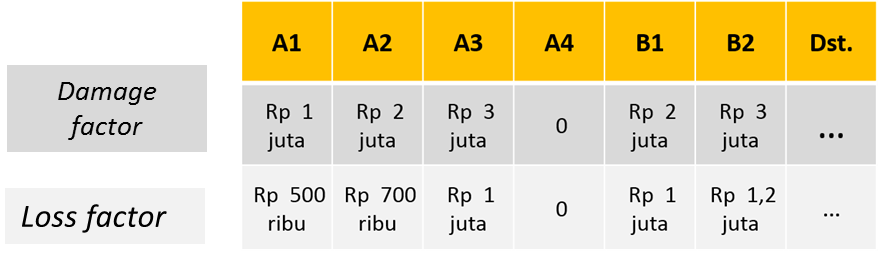 A1 A2 A3 A4 B1 B2 Dst.
Damage factor
Rp 1 juta
Rp 2 juta
Rp 3 juta
0
Rp 2 juta
Rp 3 juta
...
Loss factor
Rp 500 ribu
Rp 700 ribu
Rp 1 juta
0
Rp 1 juta
Rp 1,2 juta
...